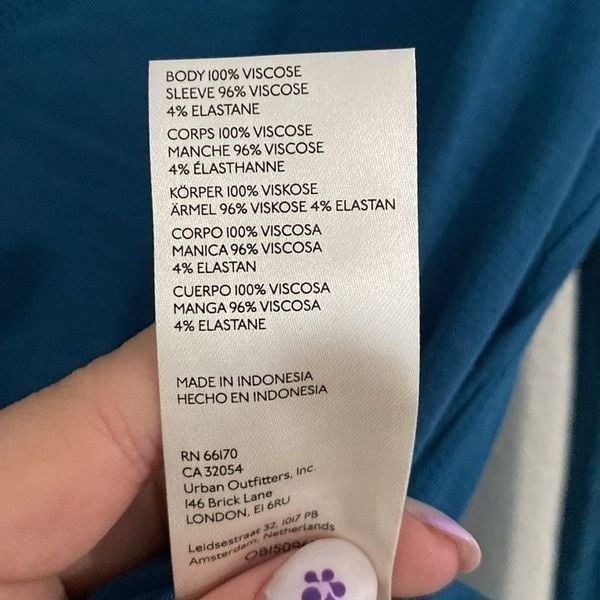 BODY 100% VISCOSE
SLEEVE 96% VISCOSE
4% ELASTANE
CORPS 100% VISCOSE
MANCHE 96% VISCOSE
4% ÉLASTHANNE
KÖRPER 100% VISKOSE
ÄRMEL 96% VISKOSE 4% ELASTAN
CORPO 100% VISCOSA
MANICA 96% VISCOSA
4% ELASTAN
CUERPO 100% VISCOSA
MANGA 96% VISCOSA
4% ELASTANE
MADE IN INDONESIA
HECHO EN INDONESIA
RN 66170
CA 32054
Urban Outfitters, Inc.
146 Brick Lane
LONDON, E1 6RU
Leidsestraat 32, 1017 PB
Amsterdam, Netherlands